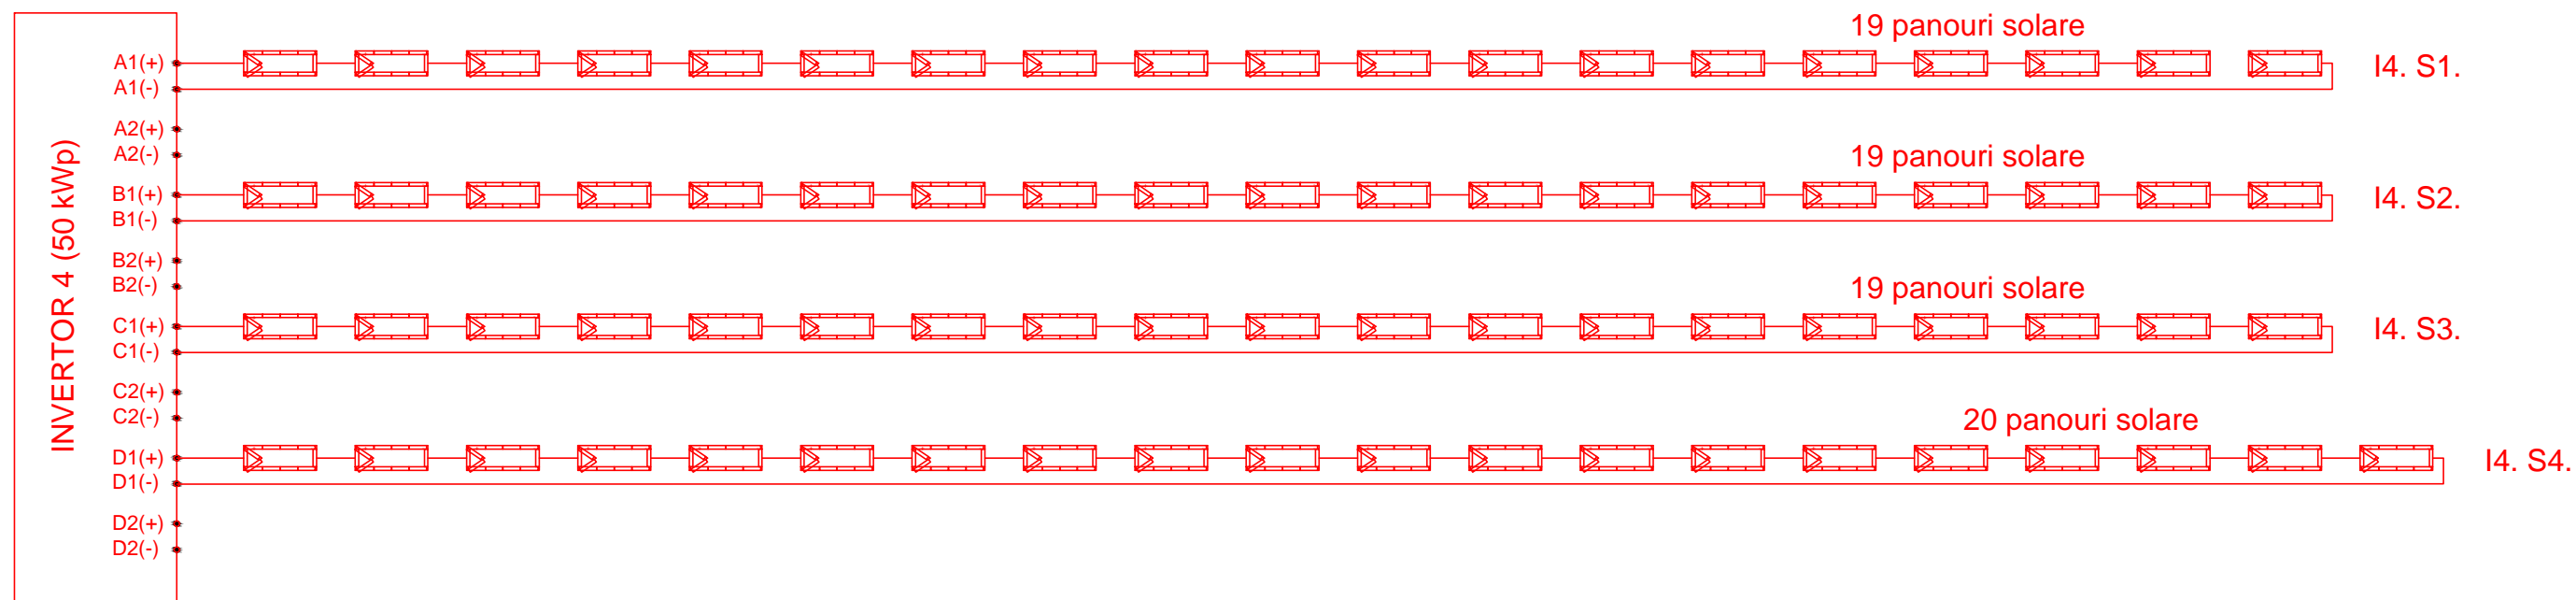 19 panouri solare
A1(+)
I4. S1.
A1(-)
A2(+)
A2(-)
19 panouri solare
B1(+)
I4. S2.
B1(-)
B2(+)
B2(-)
19 panouri solare
C1(+)
I4. S3.
C1(-)
C2(+)
C2(-)
20 panouri solare
D1(+)
I4. S4.
D1(-)
D2(+)
D2(-)
INVERTOR 4 (50 kWp)